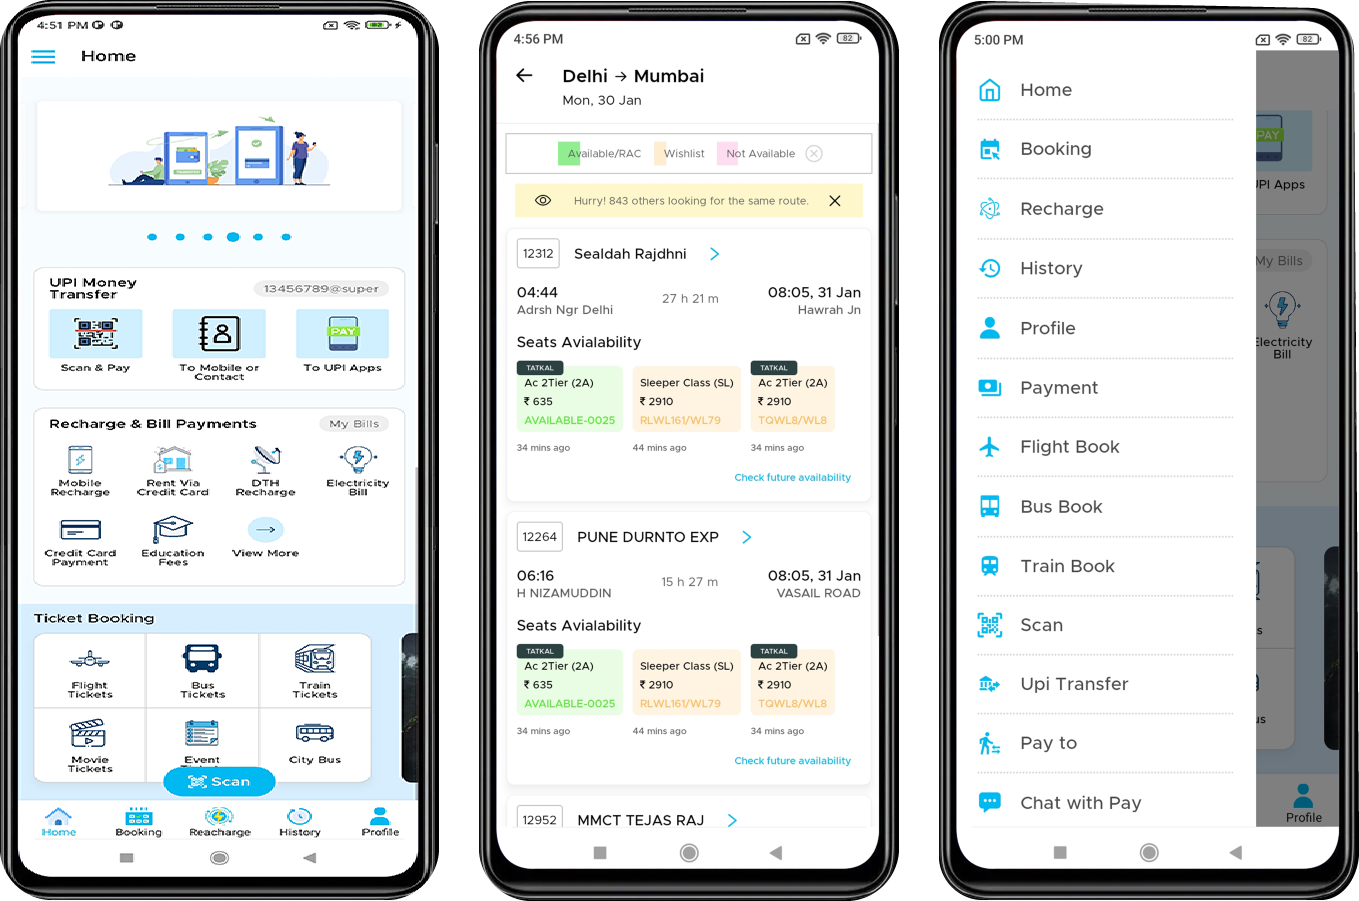 4:51 PM
Home
UPI Money
Transfer
13456789@super
PAY
Scan & Pay
To Mobile or
Contact
To UPI Apps
Recharge & Bill Payments
My Bills
Mobile
Recharge
Rent Via
Credit Card
DTH
Recharge
Electricity
Bill
Credit Card
Payment
Education
Fees
View More
Ticket Booking
Flight
Tickets
Bus
Tickets
Train
Tickets
Movie
Tickets
Event
City Bus
Scan
Home
Booking
Reacharge
HIstory
Profile
4:56 PM
82
Delhi → Mumbai
Mon, 30 Jan
Available/RAC
Wishlist
Not Available
Hurry! 843 others looking for the same route.
12312
Sealdah Rajdhni
04:44
27 h 21 m
08:05, 31 Jan
Adrsh Ngr Delhi
Hawrah Jn
Seats Avialability
TATKAL
Ac 2Tier (2A)
₹ 635
AVAILABLE-0025
34 mins ago
Sleeper Class (SL)
₹ 2910
RLWL161/WL79
44 mins ago
TATKAL
Ac 2Tier (2A)
₹ 2910
TQWL8/WL8
34 mins ago
Check future availability
12264
PUNE DURNTO EXP
06:16
15 h 27 m
08:05, 31 Jan
H NIZAMUDDIN
VASAIL ROAD
Seats Avialability
TATKAL
Ac 2Tier (2A)
₹ 635
AVAILABLE-0025
34 mins ago
Sleeper Class (SL)
₹ 2910
RLWL161/WL79
44 mins ago
TATKAL
Ac 2Tier (2A)
₹ 2910
TQWL8/WL8
34 mins ago
Check future availability
12952
MMCT TEJAS RAJ
5:00 PM
82
Home
Booking
Recharge
History
Profile
Payment
Flight Book
Bus Book
Train Book
Scan
Upi Transfer
Pay to
Chat with Pay
PAY
UPI Apps
My Bills
Electricity
Bill
Profile